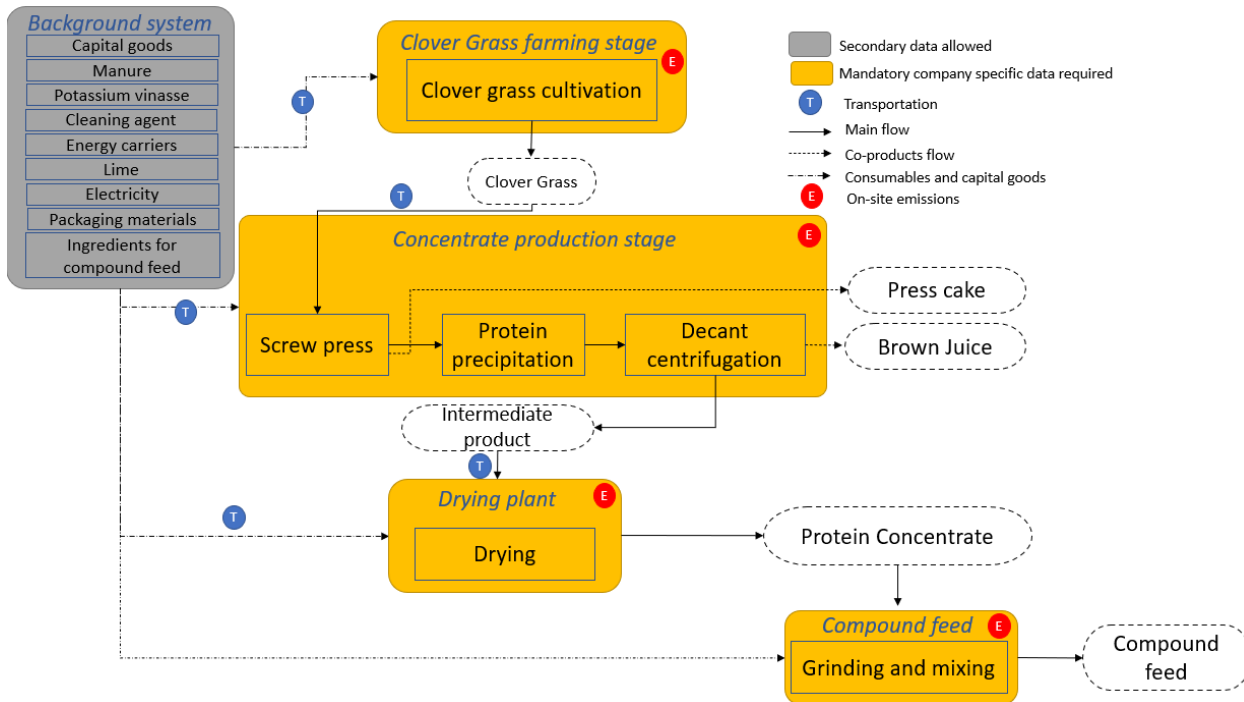 Background system
Capital goods
Manure
Potassium vinasse
Cleaning agent
Energy carriers
Lime
Electricity
Packaging materials
Ingredients for
compound feed
T
Clover Grass farming stage
E
Clover grass cultivation
Clover Grass
T
Secondary data allowed
Mandatory company specific data required
T
Transportation
Main flow
Co-products flow
Consumables and capital goods
E
On-site emissions
Concentrate production stage
E
T
Screw press
Protein
precipitation
Decant
centrifugation
Press cake
Brown Juice
Intermediate
product
T
Drying plant
E
T
Drying
Protein Concentrate
Compound feed
E
Grinding and mixing
Compound
feed